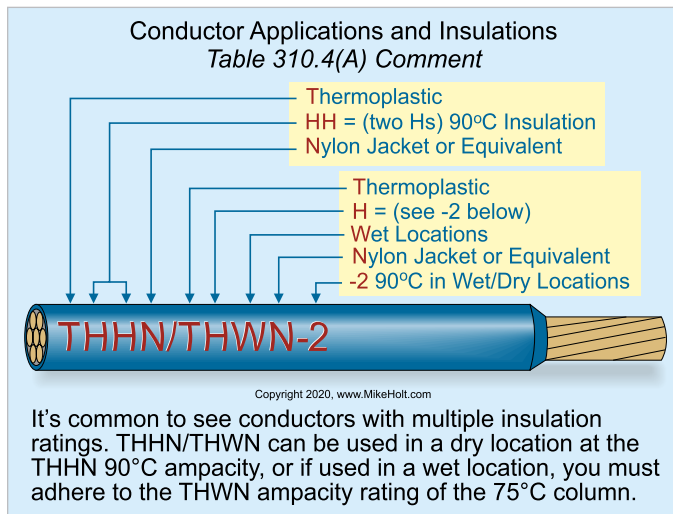 Conductor Applications and Insulations
Table 310.4(A) Comment
Thermoplastic
HH = (two Hs) 90°C Insulation
Nylon Jacket or Equivalent
Thermoplastic
H = (see -2 below)
Wet Locations
Nylon Jacket or Equivalent
-2 90°C in Wet/Dry Locations
THHN/THWN-2
Copyright 2020, www.MikeHolt.com
It’s common to see conductors with multiple insulation
ratings. THHN/THWN can be used in a dry location at the
THHN 90°C ampacity, or if used in a wet location, you must
adhere to the THWN ampacity rating of the 75°C column.